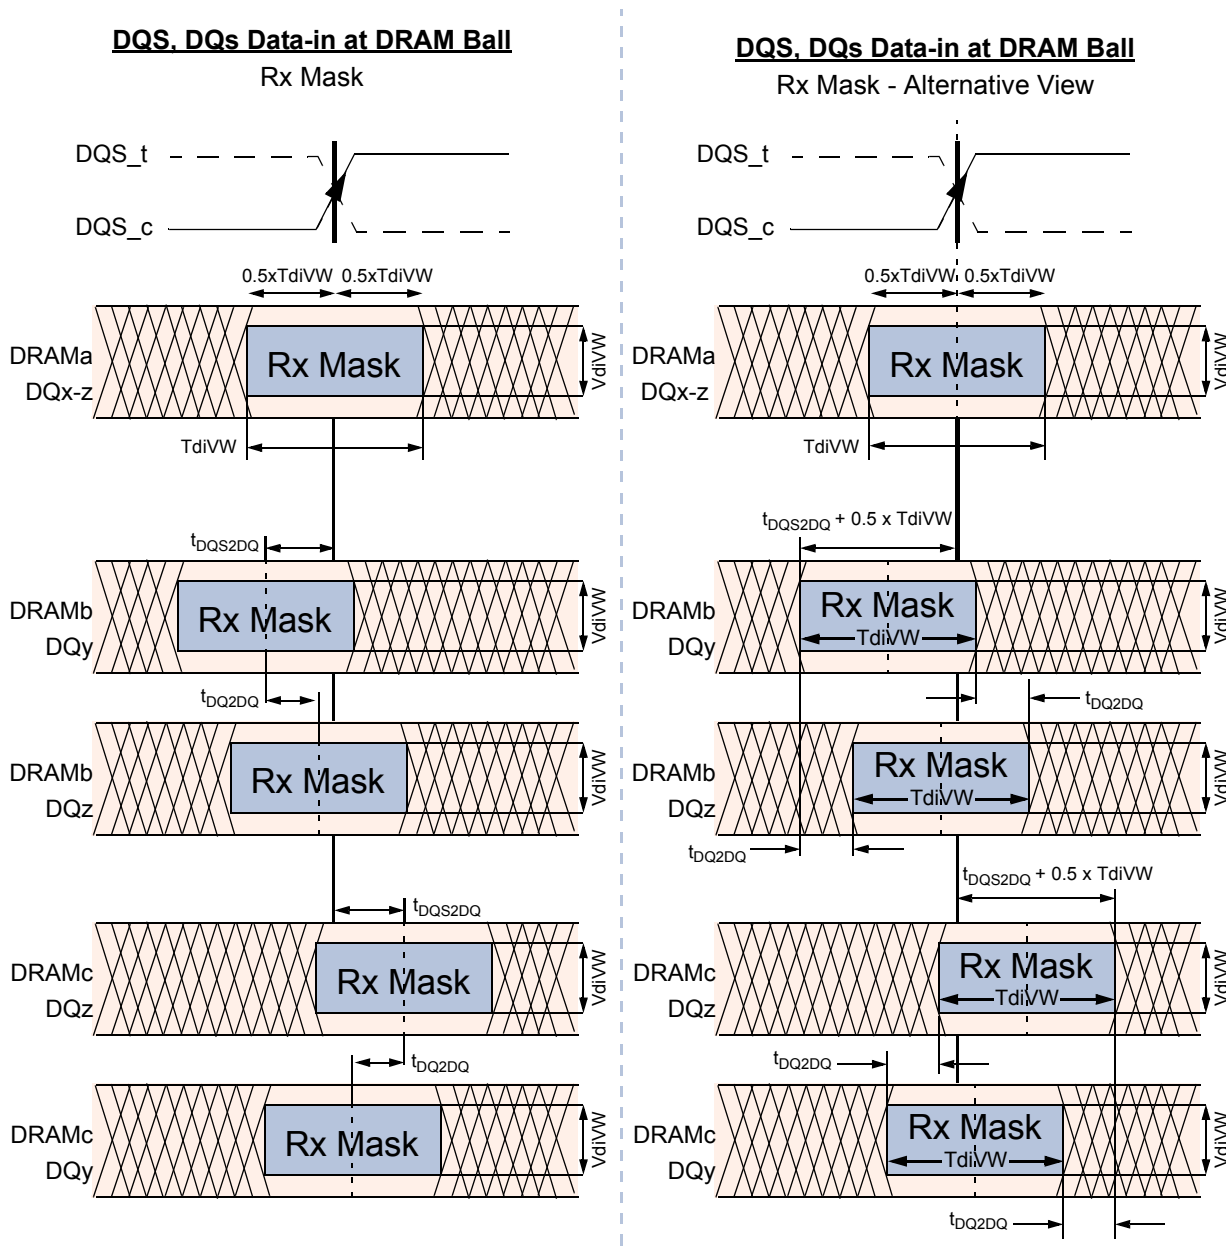 DQS, DQs Data-in at DRAM Ball
Rx Mask
DQS_t
DQS_c
0.5xTdiVW 0.5xTdiVW
DRAMa
DQx-z
Rx Mask
VdiVW
TdiVW
tDQS2DQ
DRAMb
DQy
Rx Mask
VdiVW
tDQ2DQ
DRAMb
DQz
Rx Mask
VdiVW
tDQS2DQ
DRAMc
DQz
Rx Mask
VdiVW
tDQ2DQ
DRAMc
DQy
Rx Mask
VdiVW
DQS, DQs Data-in at DRAM Ball
Rx Mask - Alternative View
DQS_t
DQS_c
0.5xTdiVW 0.5xTdiVW
DRAMa
DQx-z
Rx Mask
VdiVW
TdiVW
tDQS2DQ + 0.5 x TdiVW
DRAMb
DQy
Rx Mask
TdiVW
VdiVW
tDQ2DQ
DRAMb
DQz
Rx Mask
TdiVW
VdiVW
tDQ2DQ
tDQS2DQ + 0.5 x TdiVW
DRAMc
DQz
Rx Mask
TdiVW
VdiVW
tDQ2DQ
DRAMc
DQy
Rx Mask
TdiVW
VdiVW
tDQ2DQ